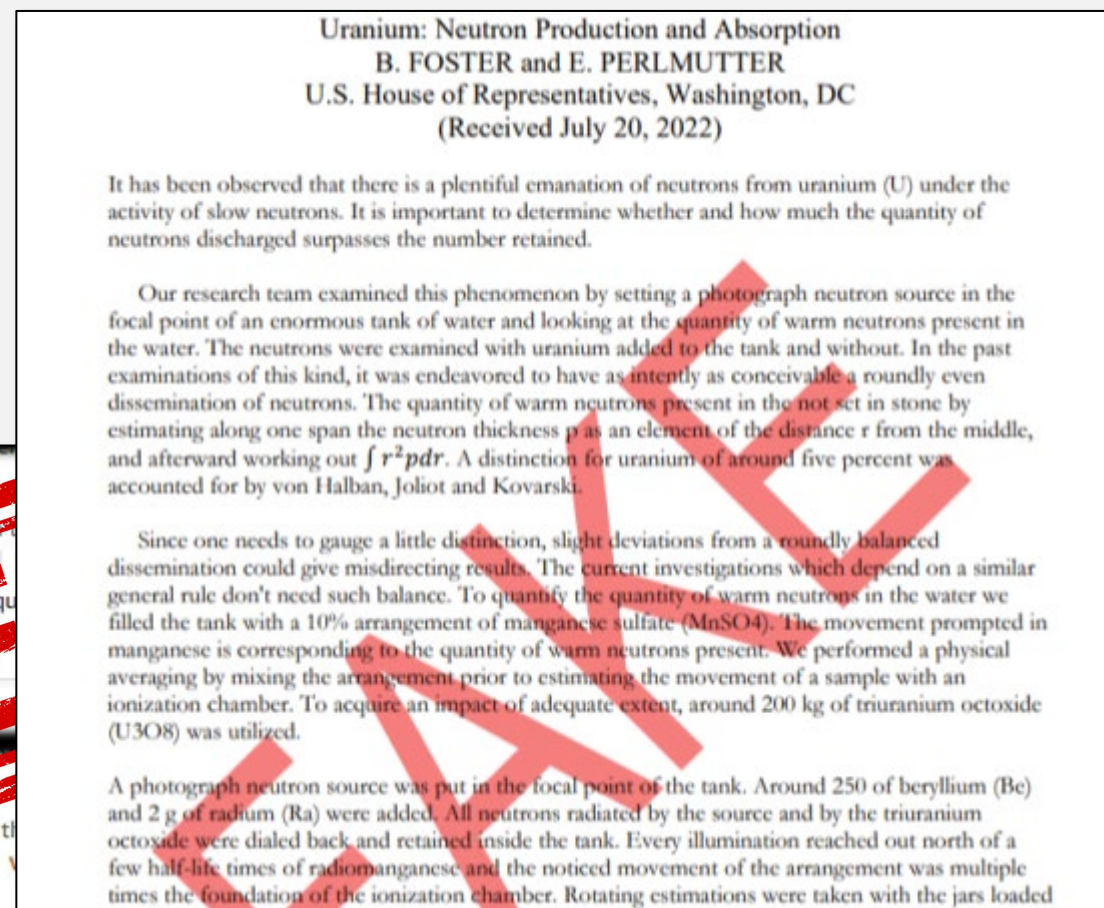 Uranium: Neutron Production and Absorption
B. FOSTER and E. PERLMUTTER
U.S. House of Representatives, Washington, DC
(Received July 20, 2022)
It has been observed that there is a plentiful emanation of neutrons from uranium (U) under the
activity of slow neutrons. It is important to determine whether and how much the quantity of
neutrons discharged surpasses the number retained.
Our research team examined this phenomenon by setting a photograph neutron source in the
focal point of an enormous tank of water and looking at the quantity of warm neutrons present in
the water. The neutrons were examined with uranium added to the tank and without. In the past
examinations of this kind, it was endeavored to have as intently as conceivable a roundly even
dissemination of neutrons. The quantity of warm neutrons present in the not set in stone by
estimating along one span the neutron thickness p as an element of the distance r from the middle,
and afterward working out ∫ r²pdr. A distinction for uranium of around five percent was
accounted for by von Halban, Joliot and Kovarski.
Since one needs to gauge a little distinction, slight deviations from a roundly balanced
dissemination could give misdirecting results. The current investigations which depend on a similar
general rule don't need such balance. To quantify the quantity of warm neutrons in the water we
filled the tank with a 10% arrangement of manganese sulfate (MnSO4). The movement prompted in
manganese is corresponding to the quantity of warm neutrons present. We performed a physical
averaging by mixing the arrangement prior to estimating the movement of a sample with an
ionization chamber. To acquire an impact of adequate extent, around 200 kg of triuranium octoxide
(U3O8) was utilized.
A photograph neutron source was put in the focal point of the tank. Around 250 of beryllium (Be)
and 2 g of radium (Ra) were added. All neutrons radiated by the source and by the triuranium
octoxide were dialed back and retained inside the tank. Every illumination reached out north of a
few half-life times of radiomanganese and the noticed movement of the arrangement was multiple
times the foundation of the ionization chamber. Rotating estimations were taken with the jars loaded
FAKE